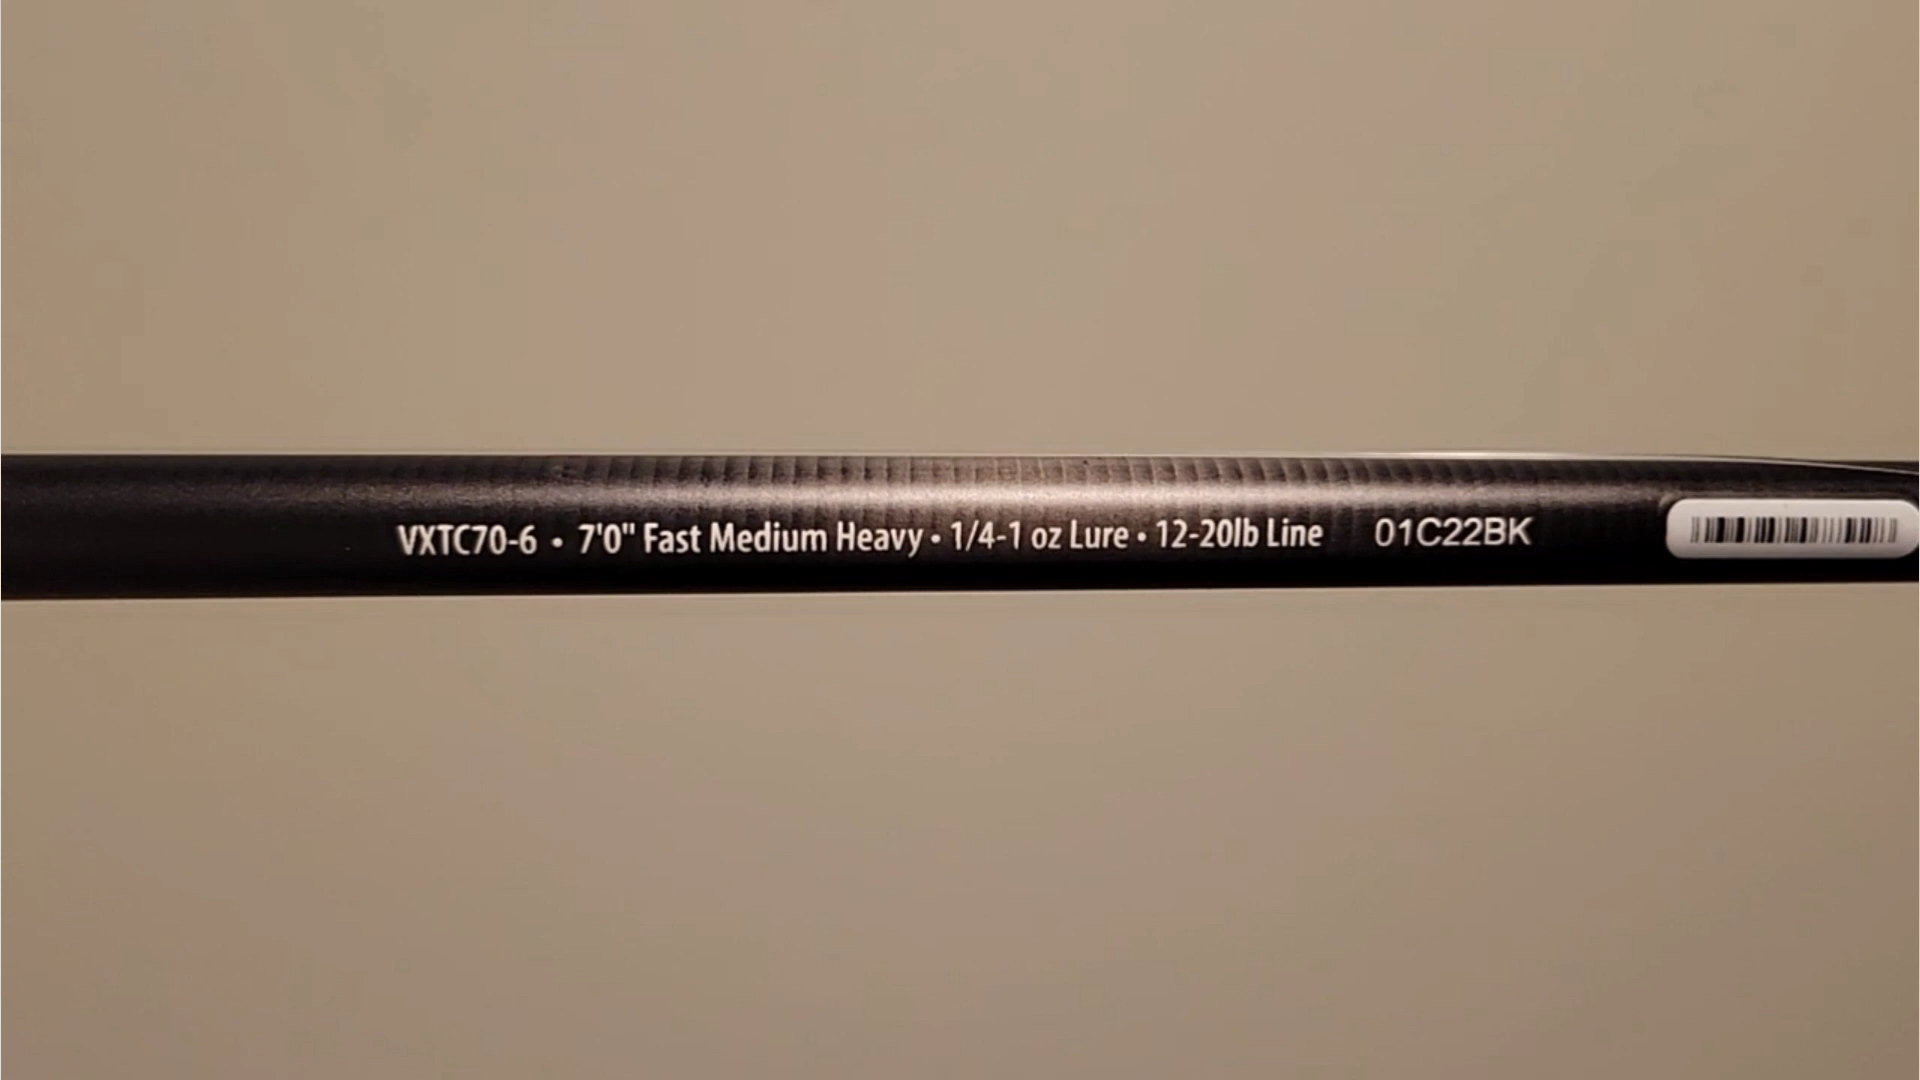 VXTC70-6 • 7'0" Fast Medium Heavy • 1/4-1 oz Lure • 12-20lb Line 01C22BK